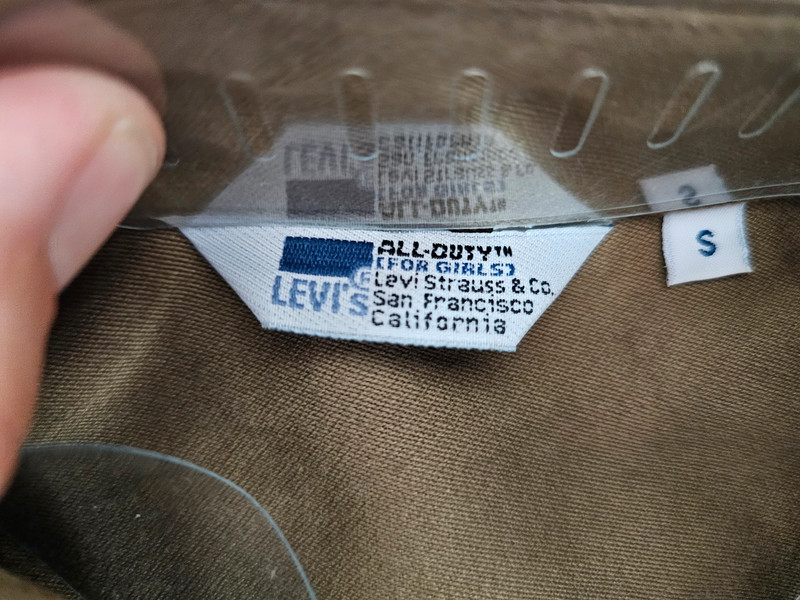 ALL-DUTY™
[FOR GIRLS]
LEVI'S
Levi Strauss & Co.
San Francisco
California
S